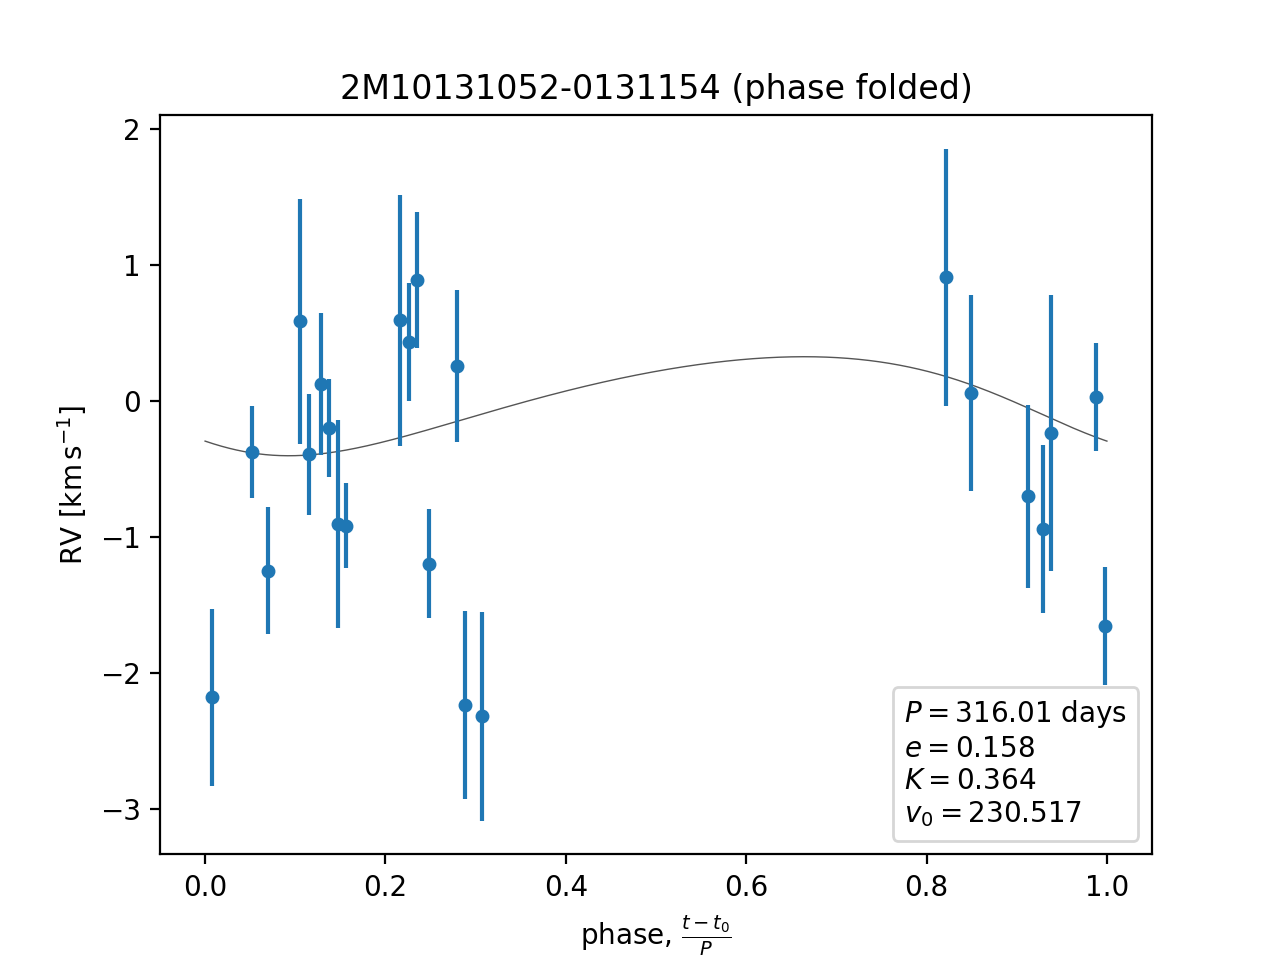 2M10131052-0131154 (phase folded)
RV [km s⁻¹]
2
1
0
−1
−2
−3
P = 316.01 days
e = 0.158
K = 0.364
v₀ = 230.517
0.0 0.2 0.4 0.6 0.8 1.0
phase, (t − t₀)/P